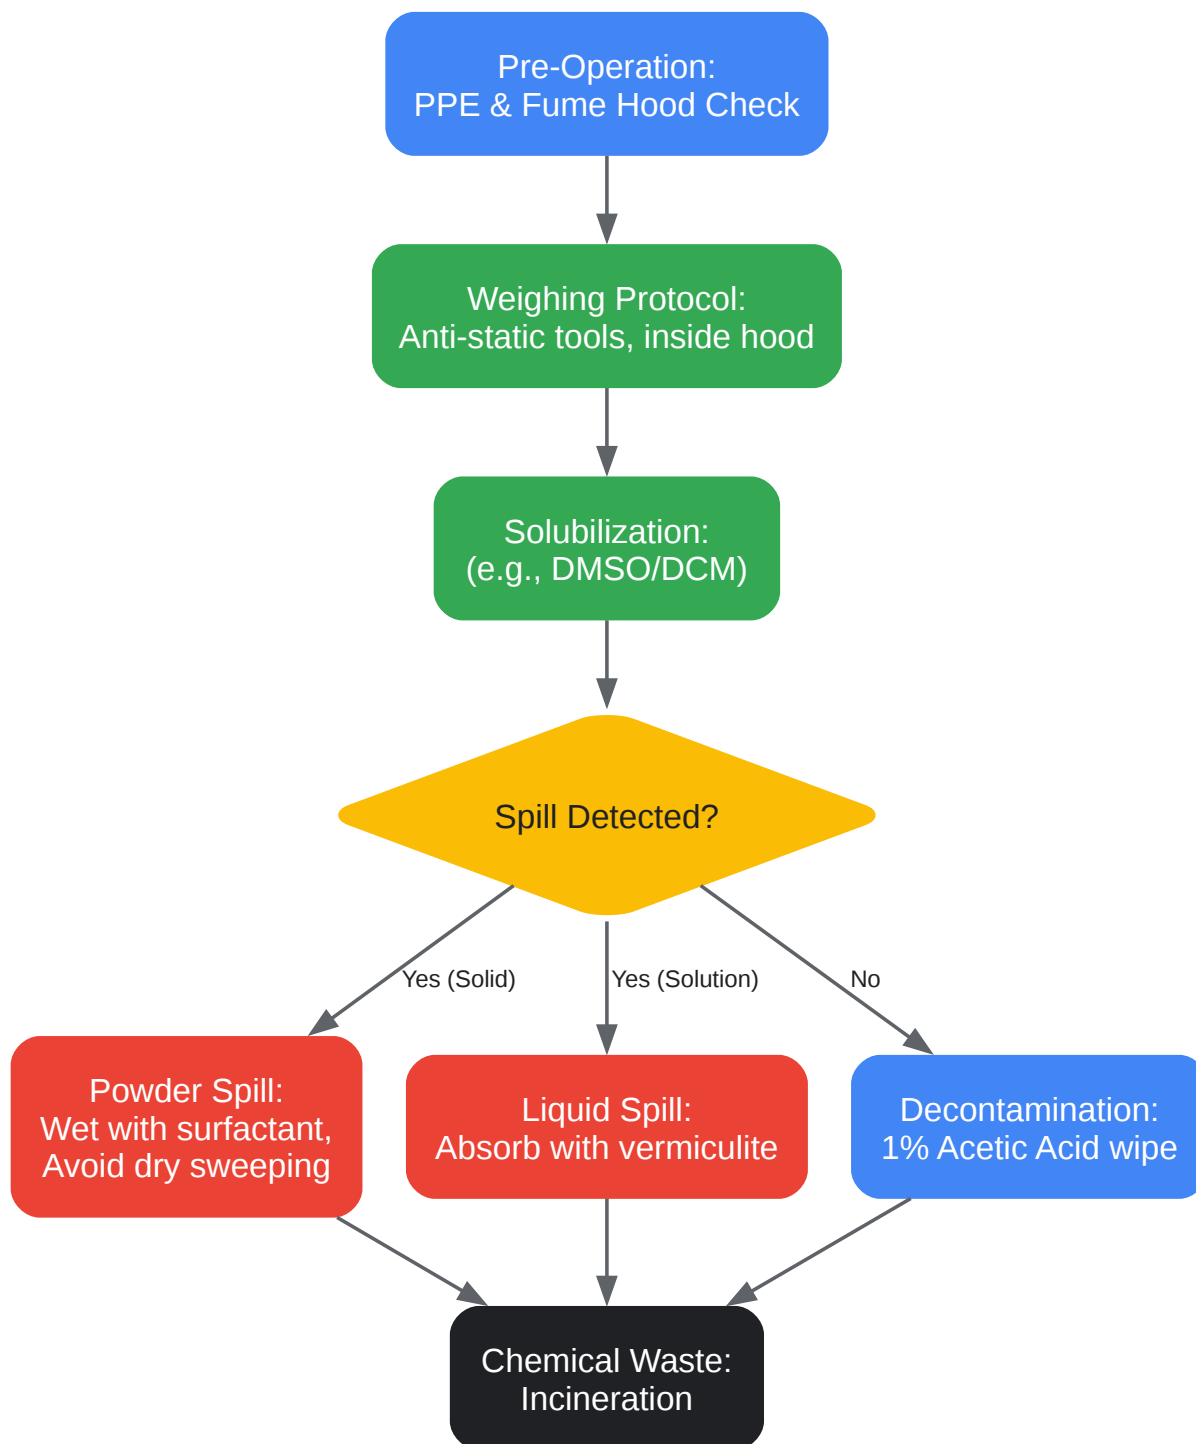 Pre-Operation:
PPE & Fume Hood Check
Weighing Protocol:
Anti-static tools, inside hood
Solubilization:
(e.g., DMSO/DCM)
Spill Detected?
Yes (Solid)
Yes (Solution)
No
Powder Spill:
Wet with surfactant,
Avoid dry sweeping
Liquid Spill:
Absorb with vermiculite
Decontamination:
1% Acetic Acid wipe
Chemical Waste:
Incineration